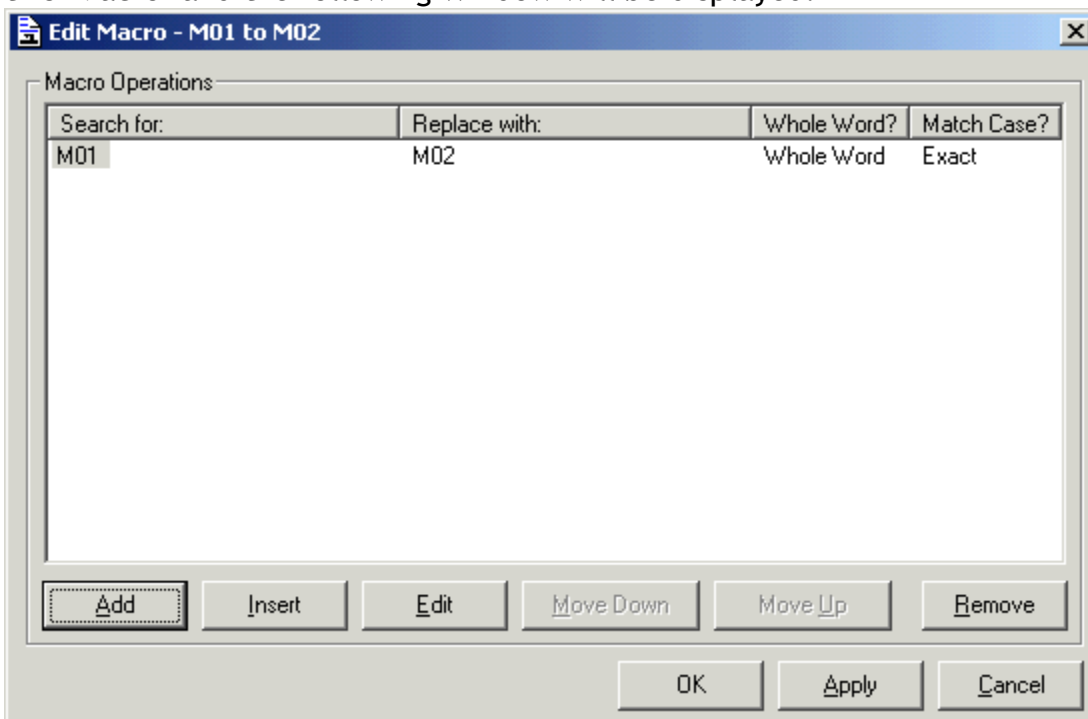 Edit Macro - M01 to M02
Macro Operations
Search for: Replace with: Whole Word? Match Case?
M01 M02 Whole Word Exact
Add Insert Edit Move Down Move Up Remove
OK Apply Cancel